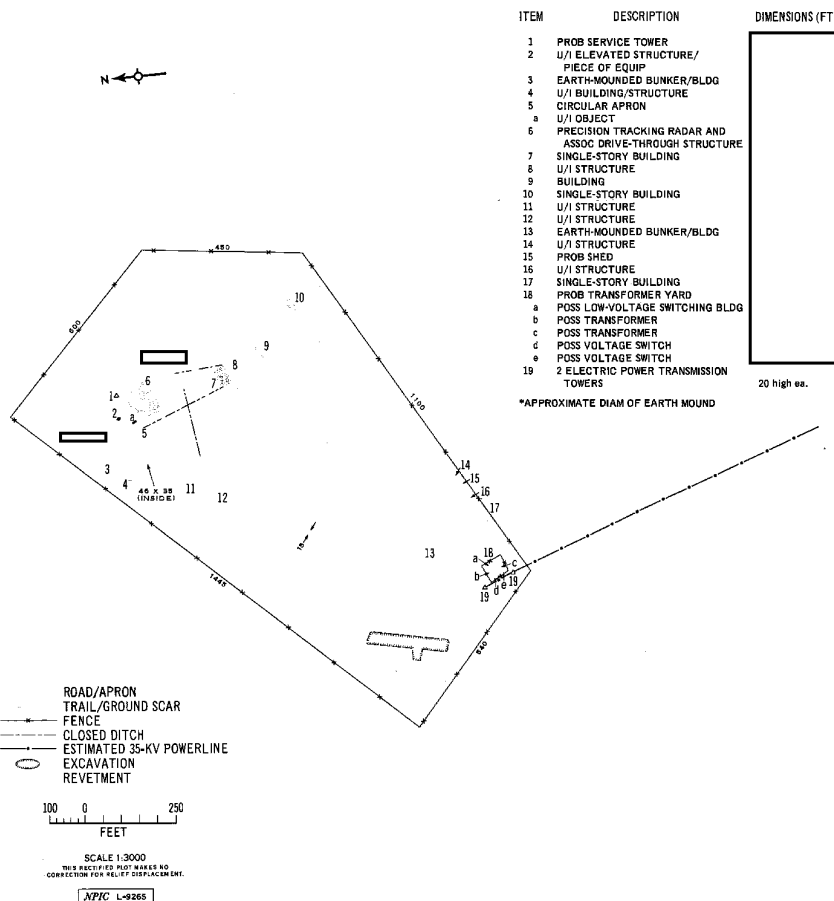 ITEM DESCRIPTION DIMENSIONS (FT
1 PROB SERVICE TOWER
2 U/I ELEVATED STRUCTURE/
PIECE OF EQUIP
3 EARTH-MOUNDED BUNKER/BLDG
4 U/I BUILDING/STRUCTURE
5 CIRCULAR APRON
a U/I OBJECT
6 PRECISION TRACKING RADAR AND
ASSOC DRIVE-THROUGH STRUCTURE
7 SINGLE-STORY BUILDING
8 U/I STRUCTURE
9 BUILDING
10 SINGLE-STORY BUILDING
11 U/I STRUCTURE
12 U/I STRUCTURE
13 EARTH-MOUNDED BUNKER/BLDG
14 U/I STRUCTURE
15 PROB SHED
16 U/I STRUCTURE
17 SINGLE-STORY BUILDING
18 PROB TRANSFORMER YARD
a POSS LOW-VOLTAGE SWITCHING BLDG
b POSS TRANSFORMER
c POSS TRANSFORMER
d POSS VOLTAGE SWITCH
e POSS VOLTAGE SWITCH
19 2 ELECTRIC POWER TRANSMISSION
TOWERS 20 high ea.
*APPROXIMATE DIAM OF EARTH MOUND
N
450
600
1100
1445
640
10
9
8
7
6
1
2
a
5
3
4
46 X 35
(INSIDE)
11
12
15
13
14
15
16
17
18
a
b
c
d
e
19
19
ROAD/APRON
TRAIL/GROUND SCAR
FENCE
CLOSED DITCH
ESTIMATED 35-KV POWERLINE
EXCAVATION
REVETMENT
100 0 250
FEET
SCALE 1:3000
THIS RECTIFIED PLOT MAKES NO
CORRECTION FOR RELIEF DISPLACEMENT.
NPIC L-9265